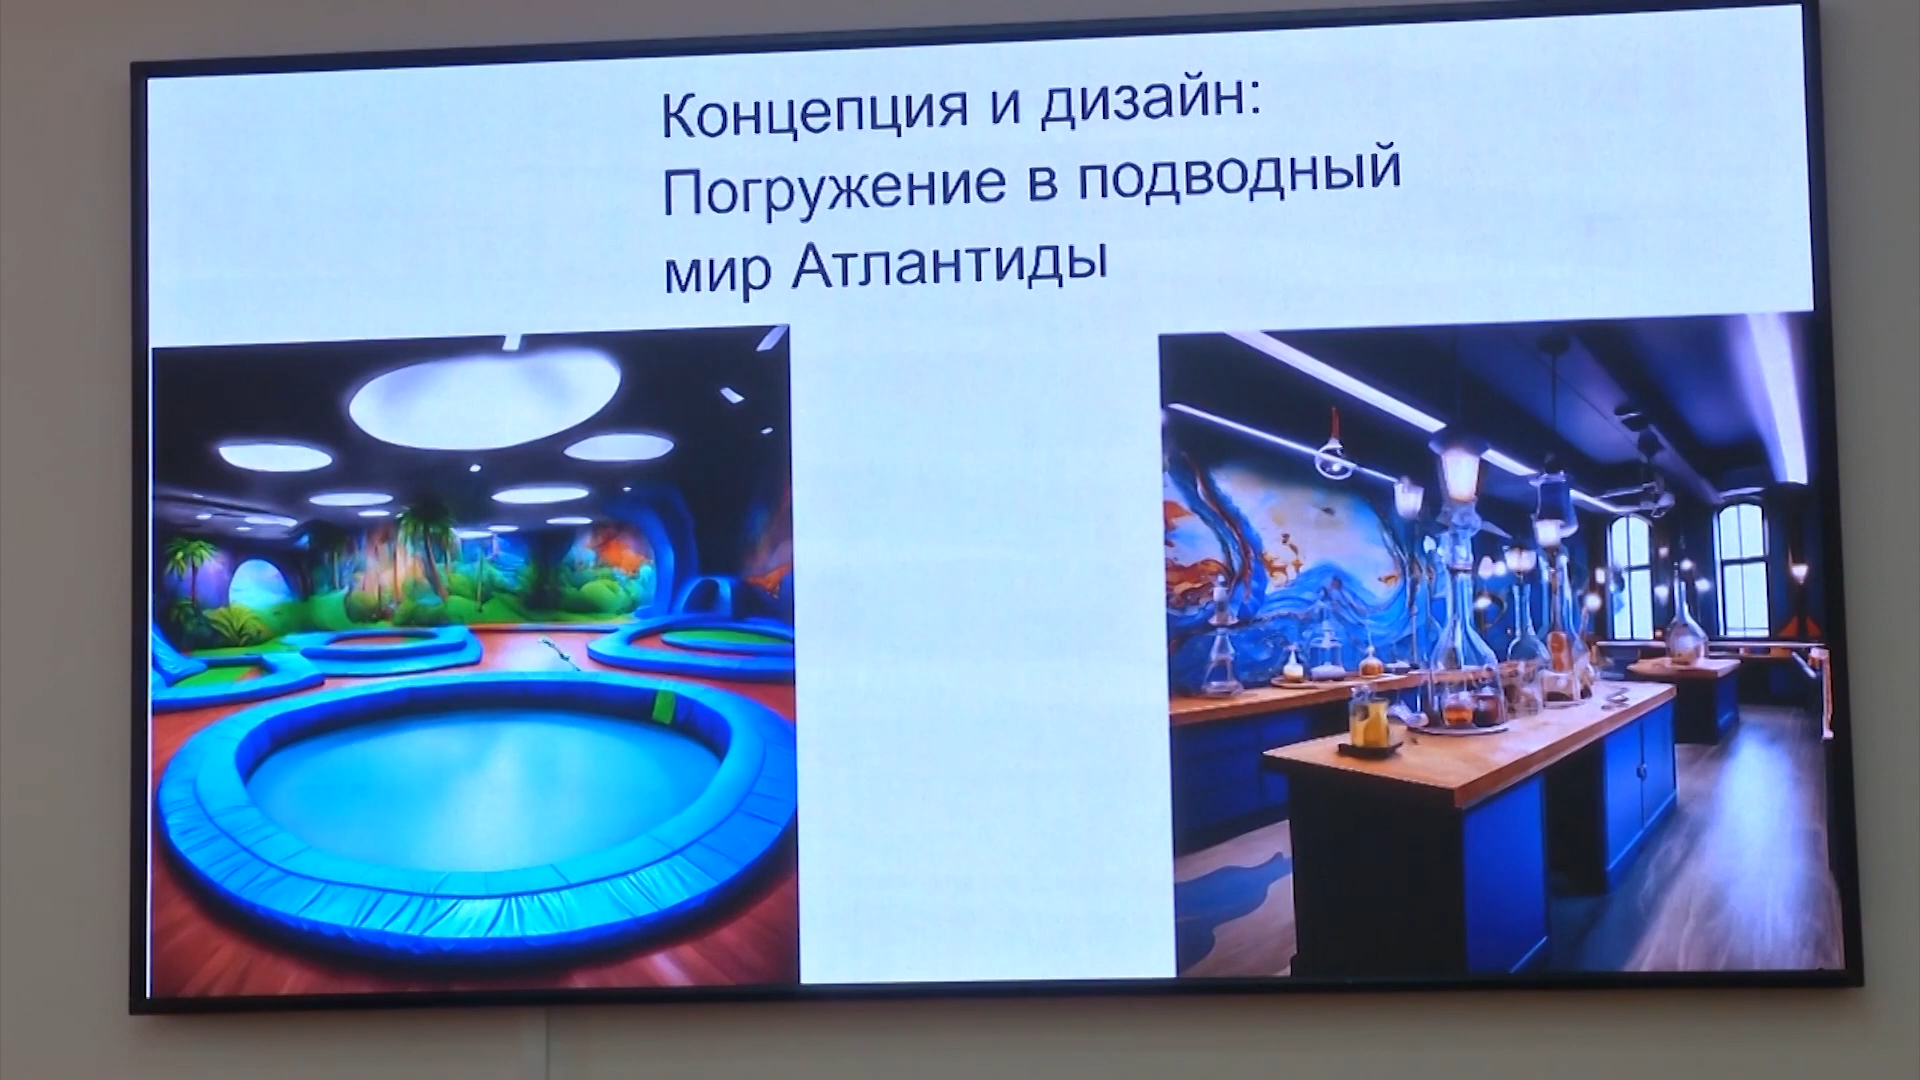 Концепция и дизайн:
Погружение в подводный
мир Атлантиды